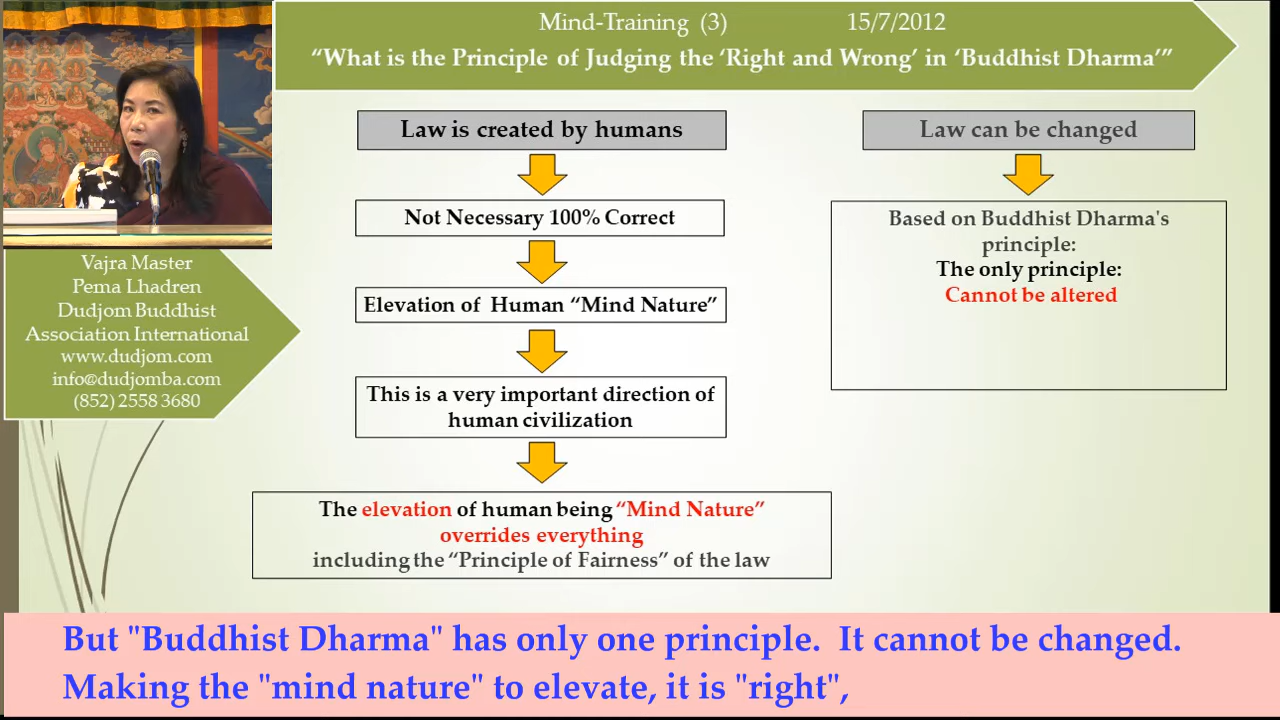 Mind-Training (3) 15/7/2012
“What is the Principle of Judging the ‘Right and Wrong’ in ‘Buddhist Dharma’”
Vajra Master
Pema Lhadren
Dudjom Buddhist
Association International
www.dudjom.com
info@dudjomba.com
(852) 2558 3680
Law is created by humans
Not Necessary 100% Correct
Elevation of Human “Mind Nature”
This is a very important direction of
human civilization
The elevation of human being “Mind Nature”
overrides everything
including the “Principle of Fairness” of the law
Law can be changed
Based on Buddhist Dharma's
principle:
The only principle:
Cannot be altered
But "Buddhist Dharma" has only one principle. It cannot be changed.
Making the "mind nature" to elevate, it is "right",